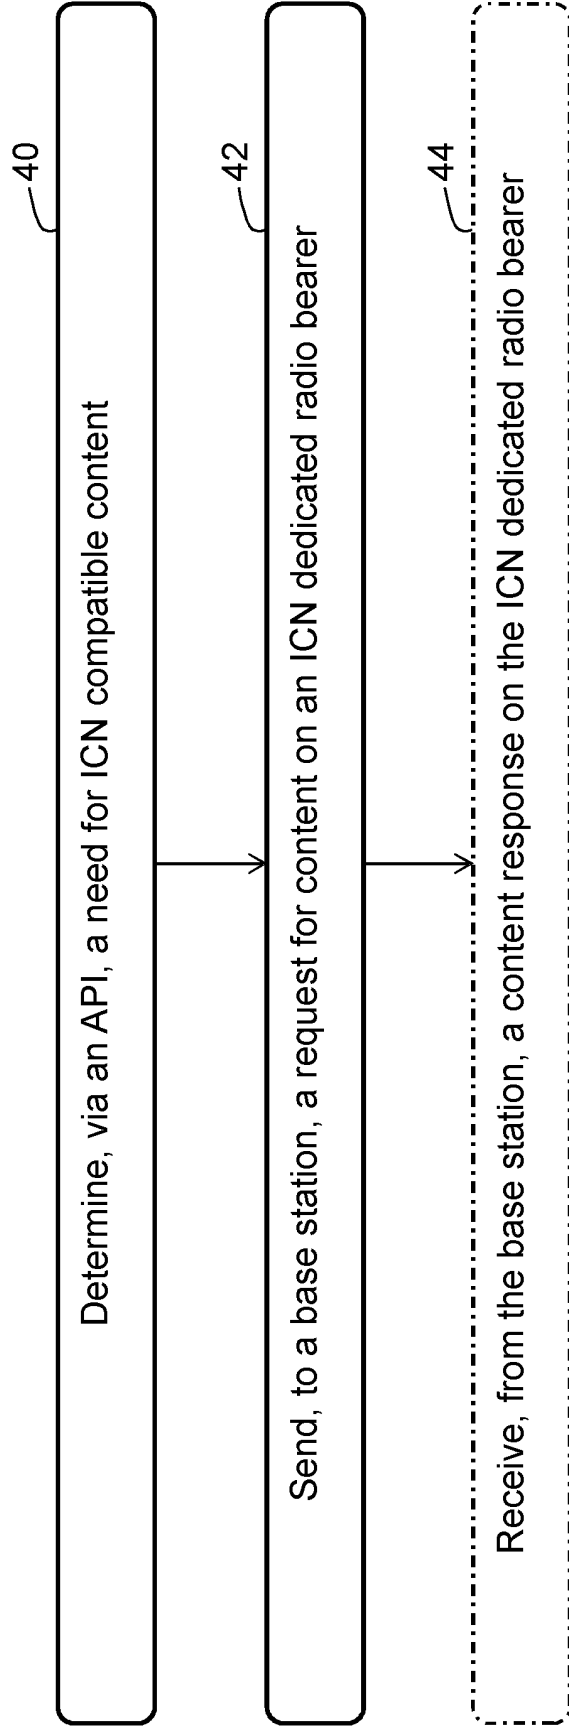 40
Determine, via an API, a need for ICN compatible content
42
Send, to a base station, a request for content on an ICN dedicated radio bearer
44
Receive, from the base station, a content response on the ICN dedicated radio bearer